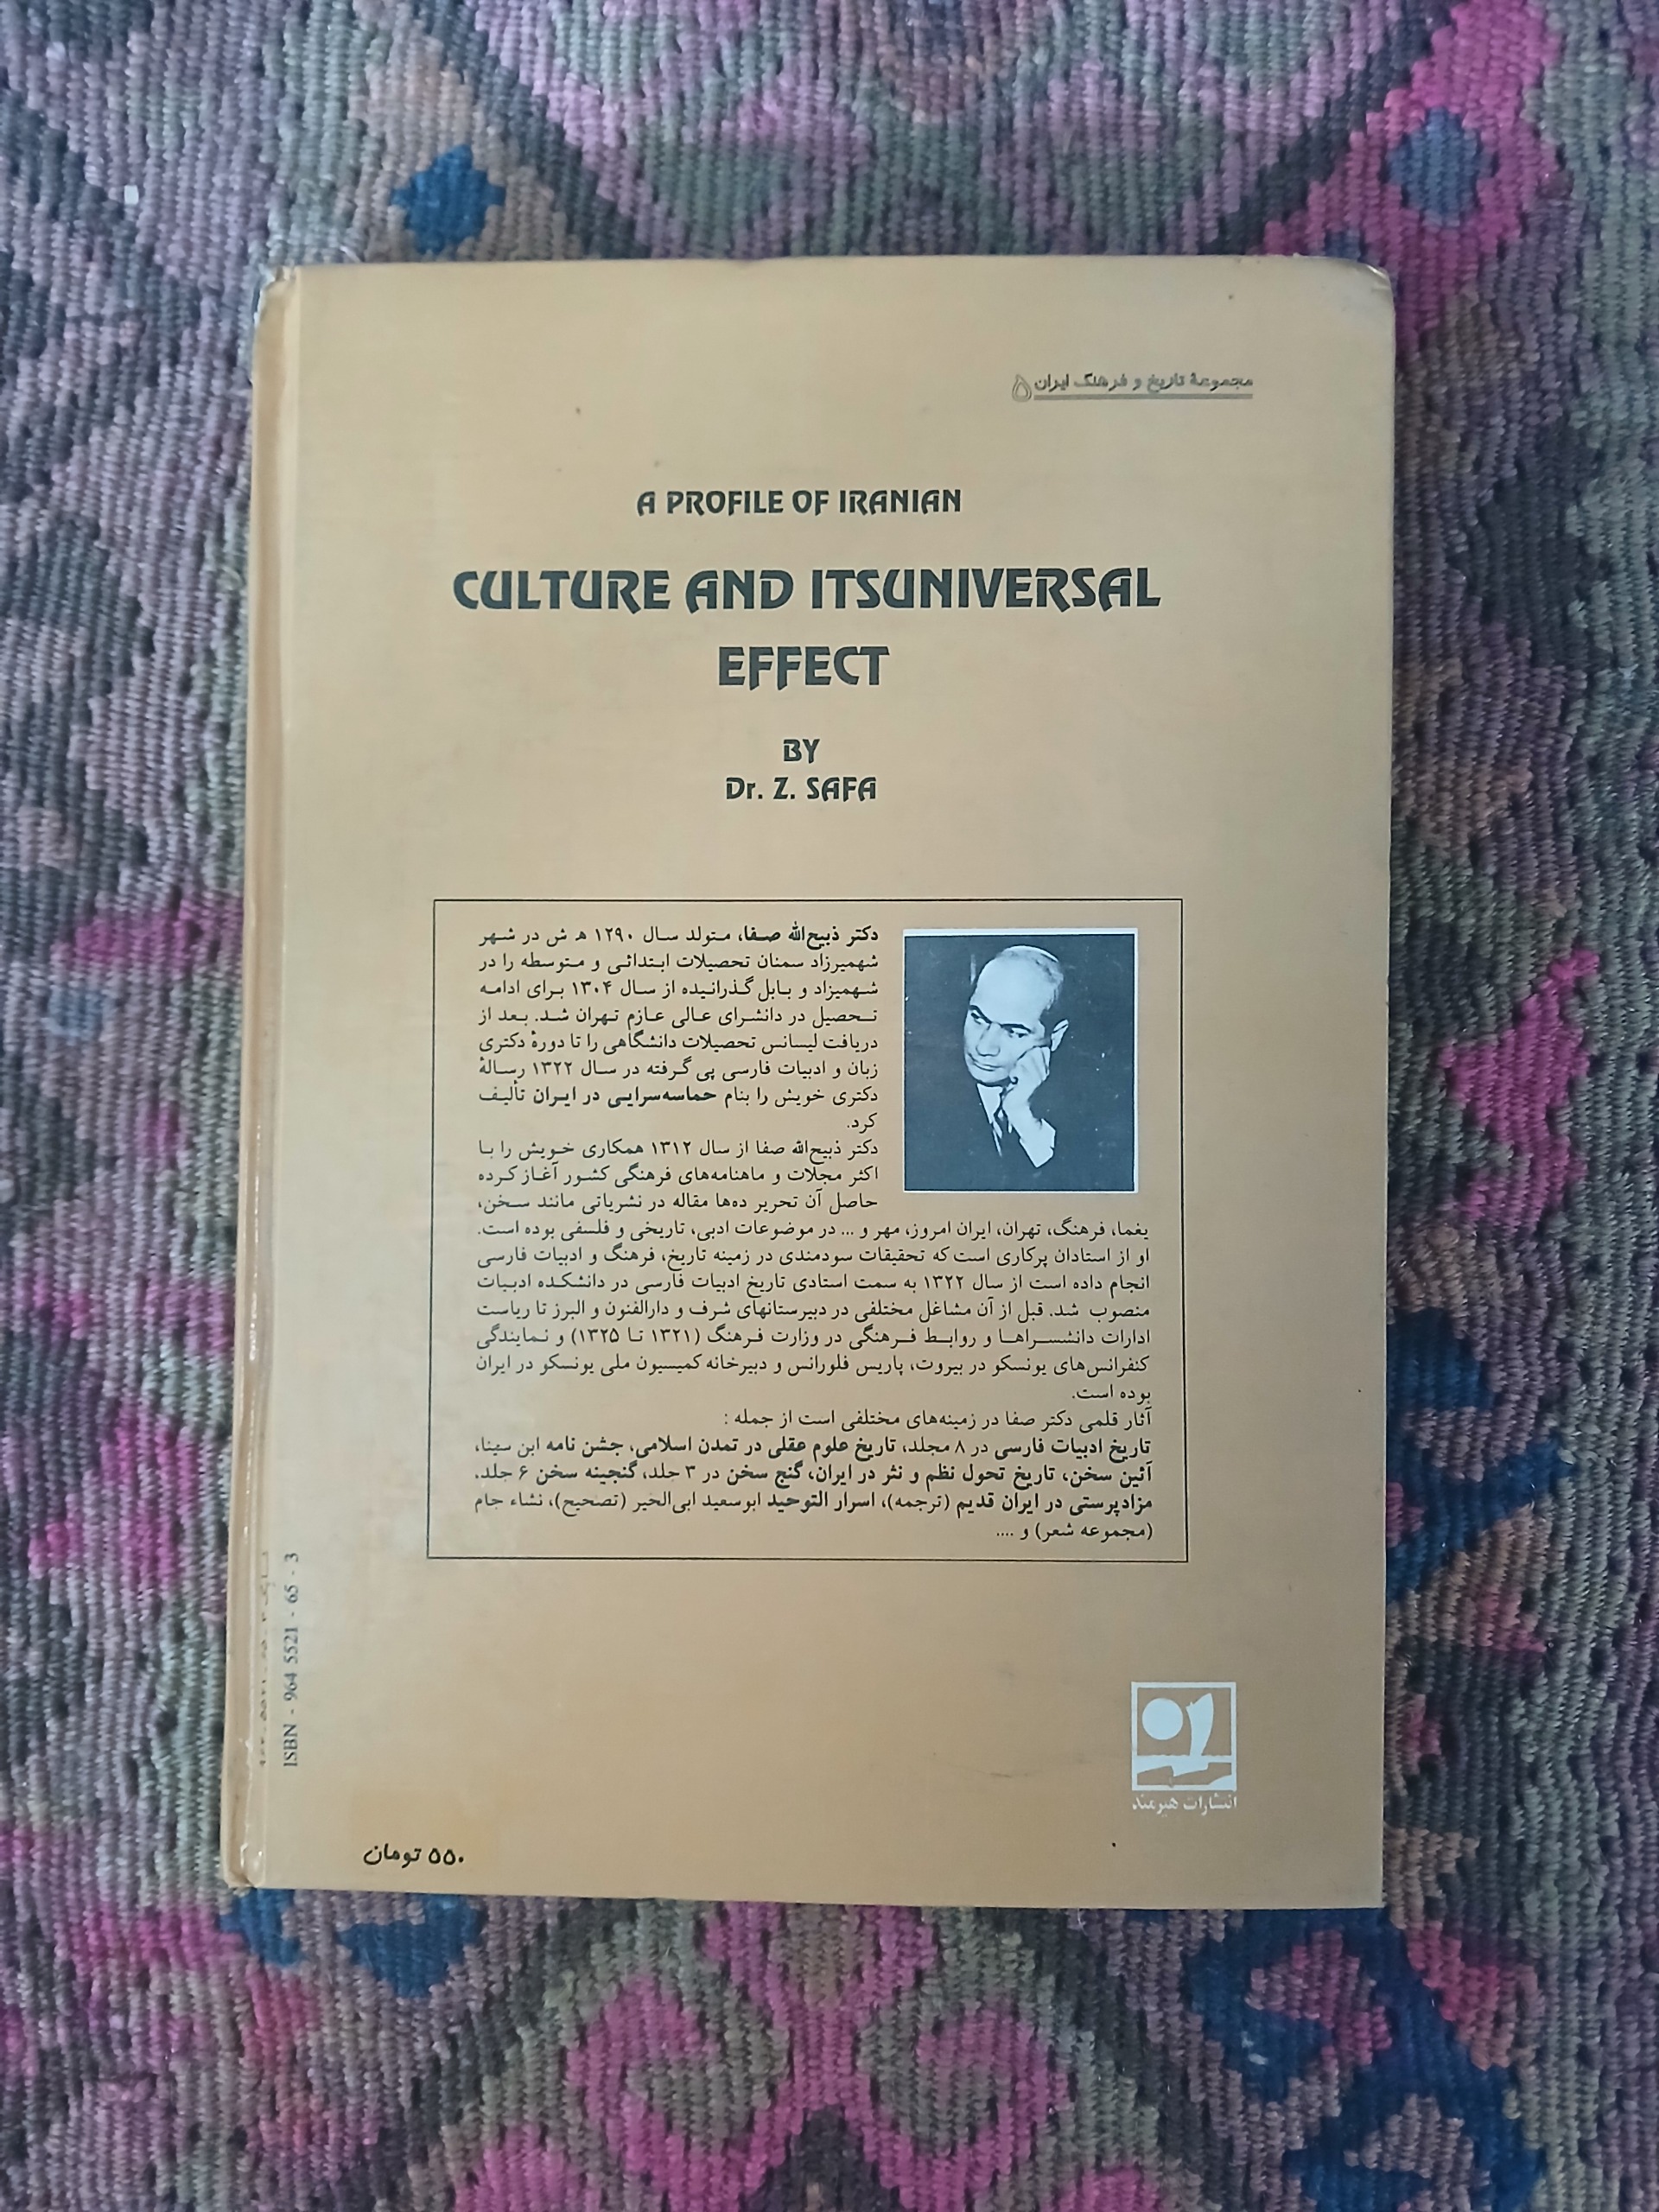 مجموعهٔ تاریخ و فرهنگ ایران ۵
A PROFILE OF IRANIAN
CULTURE AND ITSUNIVERSAL
EFFECT
BY
Dr. Z. SAFA
دکتر ذبیح‌الله صفا، متولد سال ۱۲۹۰ ه ش در شهر
شهمیرزاد سمنان تحصیلات ابتدائی و متوسطه را در
شهمیزاد و بابل گذرانیده از سال ۱۳۰۴ برای ادامه
تحصیل در دانشرای عالی عازم تهران شد. بعد از
دریافت لیسانس تحصیلات دانشگاهی را تا دورهٔ دکتری
زبان و ادبیات فارسی پی گرفته در سال ۱۳۲۲ رسالهٔ
دکتری خویش را بنام حماسه‌سرایی در ایران تألیف
کرد.
دکتر ذبیح‌الله صفا از سال ۱۳۱۲ همکاری خویش را با
اکثر مجلات و ماهنامه‌های فرهنگی کشور آغاز کرده
حاصل آن تحریر ده‌ها مقاله در نشریاتی مانند سخن،
یغما، فرهنگ، تهران، ایران امروز، مهر و ... در موضوعات ادبی، تاریخی و فلسفی بوده است.
او از استادان پرکاری است که تحقیقات سودمندی در زمینه تاریخ، فرهنگ و ادبیات فارسی
انجام داده است از سال ۱۳۲۲ به سمت استادی تاریخ ادبیات فارسی در دانشکده ادبیات
منصوب شد. قبل از آن مشاغل مختلفی در دبیرستانهای شرف و دارالفنون و البرز تا ریاست
ادارات دانشسراها و روابط فرهنگی در وزارت فرهنگ (۱۳۲۱ تا ۱۳۲۵) و نمایندگی
کنفرانس‌های یونسکو در بیروت، پاریس فلورانس و دبیرخانه کمیسیون ملی یونسکو در ایران
بوده است.
آثار قلمی دکتر صفا در زمینه‌های مختلفی است از جمله :
تاریخ ادبیات فارسی در ۸ مجلد، تاریخ علوم عقلی در تمدن اسلامی، جشن نامه ابن سینا،
آئین سخن، تاریخ تحول نظم و نثر در ایران، گنج سخن در ۳ جلد، گنجینه سخن ۶ جلد،
مزادپرستی در ایران قدیم (ترجمه)، اسرار التوحید ابوسعید ابی‌الخیر (تصحیح)، نشاء جام
(مجموعه شعر) و ....
ISBN - 964 5521 - 65 - 3
انتشارات هیرمند
۵۵۰ تومان